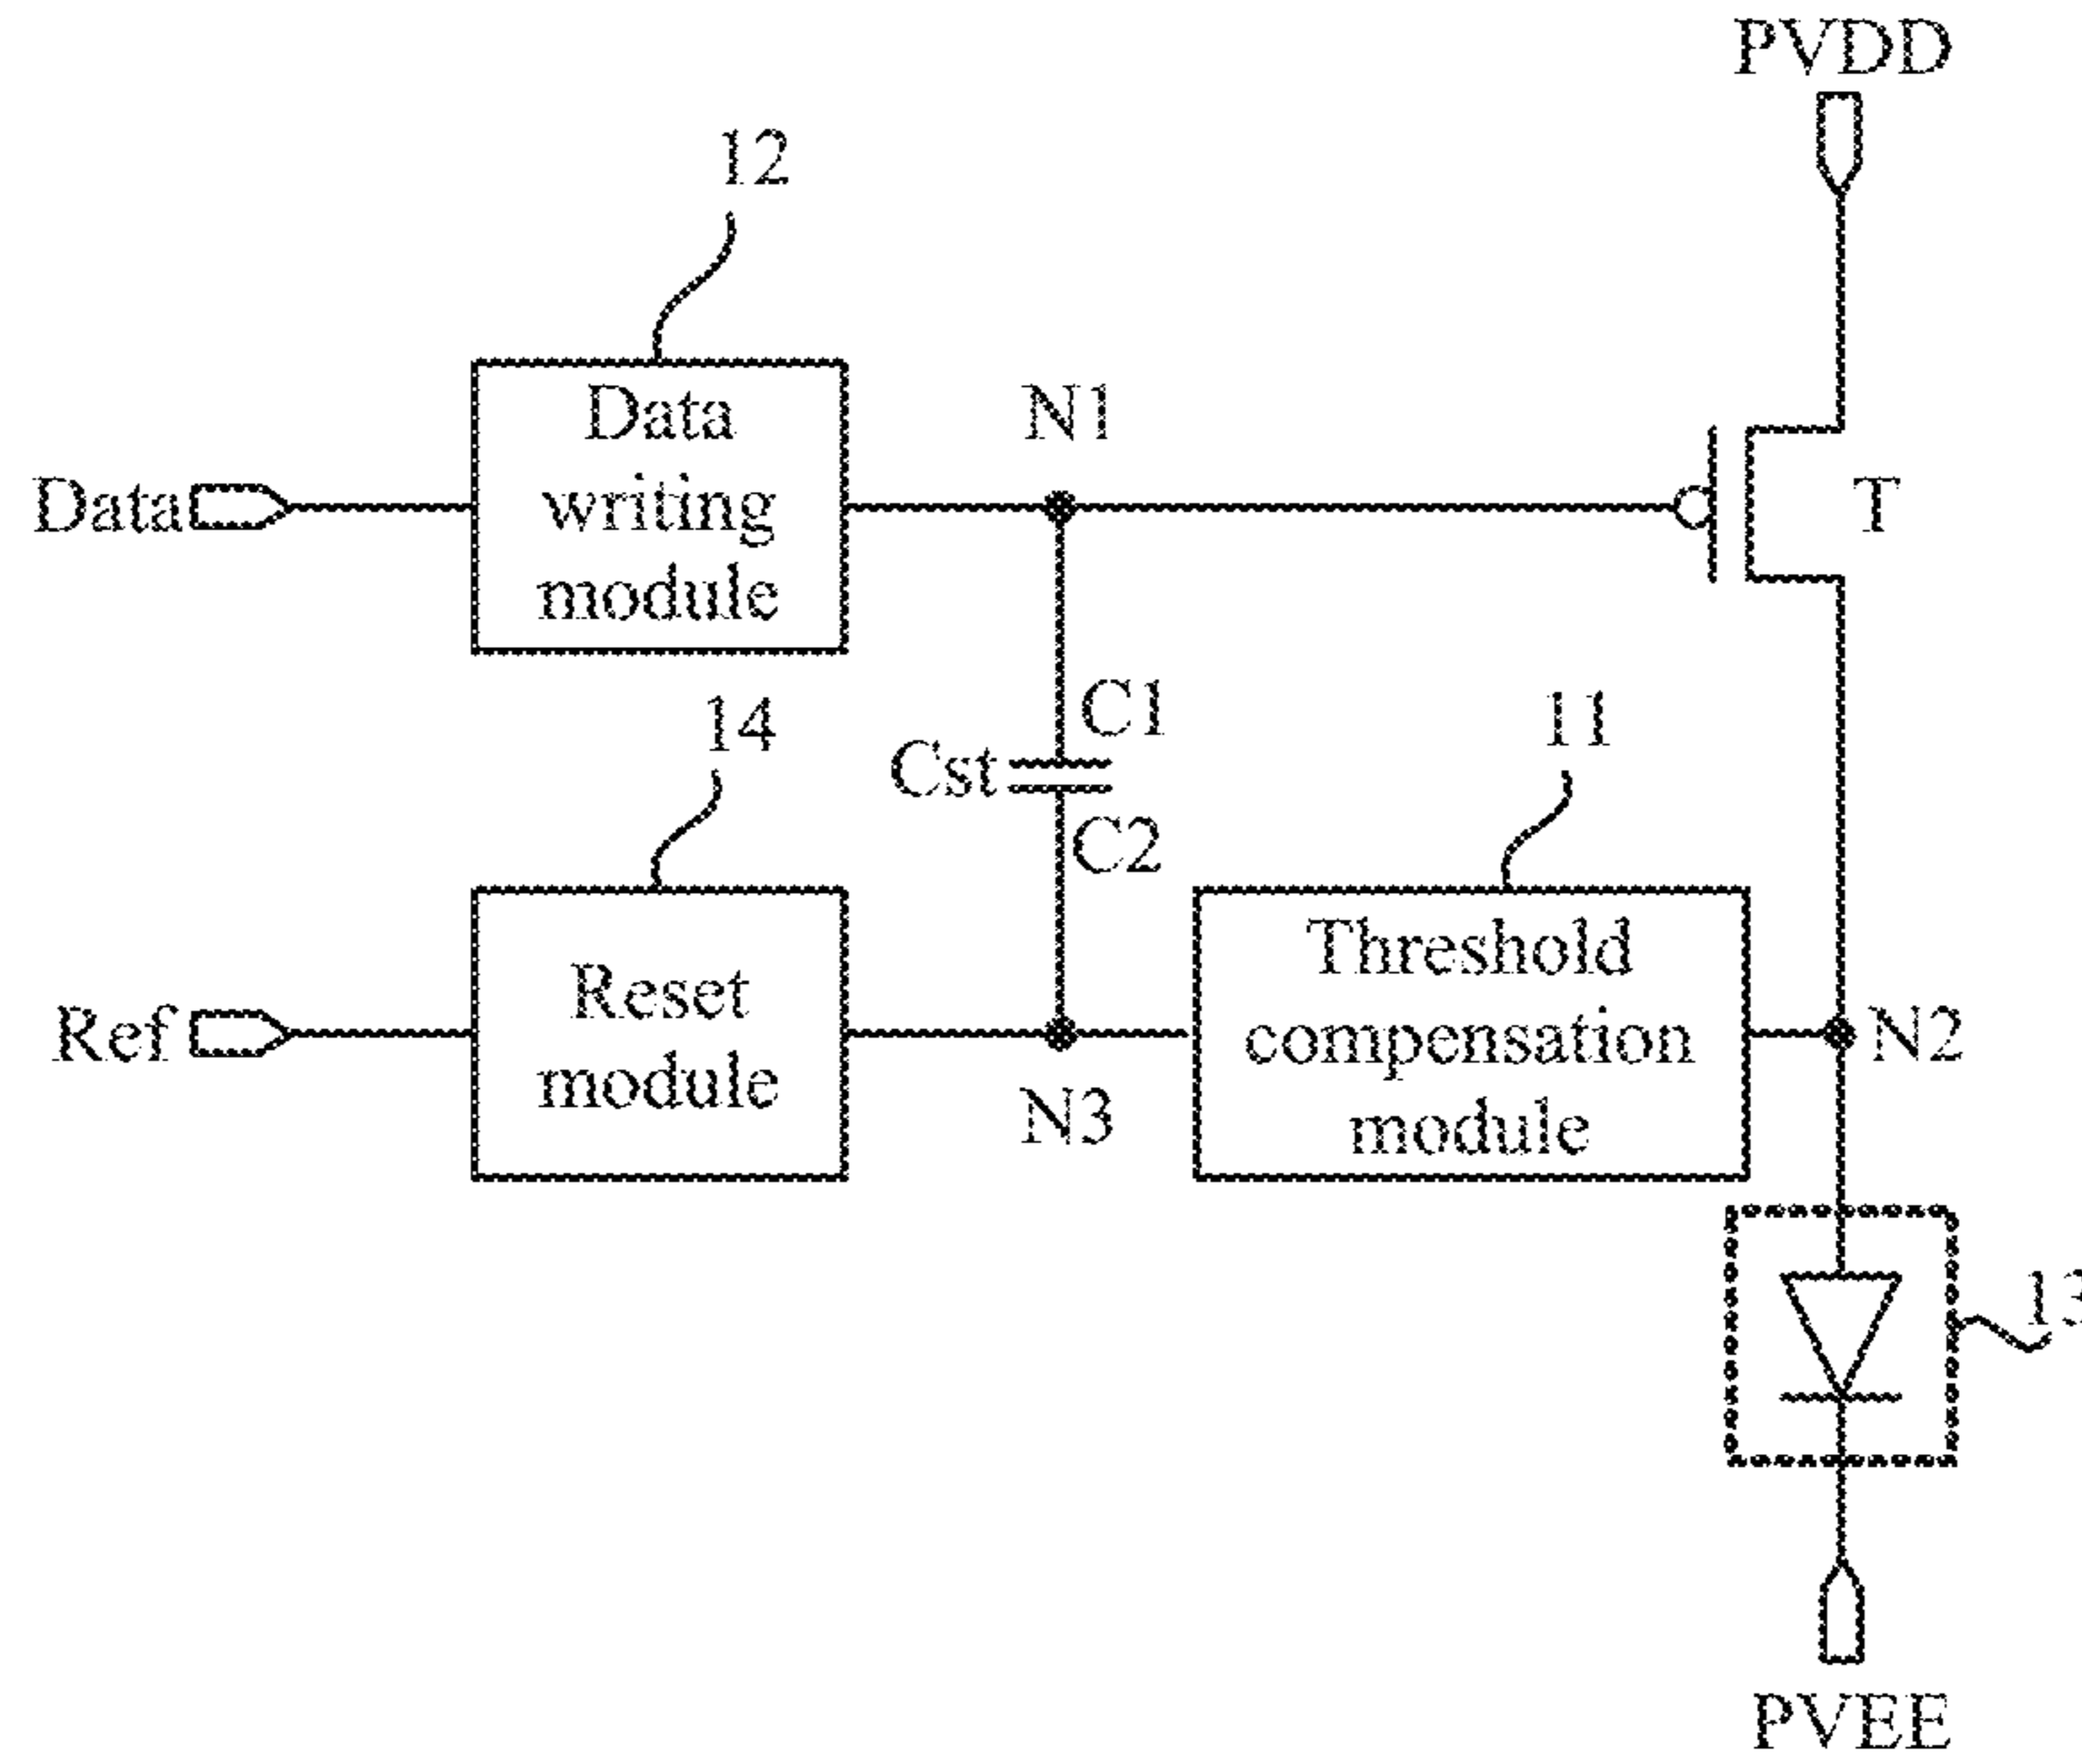 PVDD
12
Data
writing
module
N1
Data
T
14
C1
Cst
C2
11
Reset
module
Threshold
compensation
module
Ref
N2
N3
13
PVEE